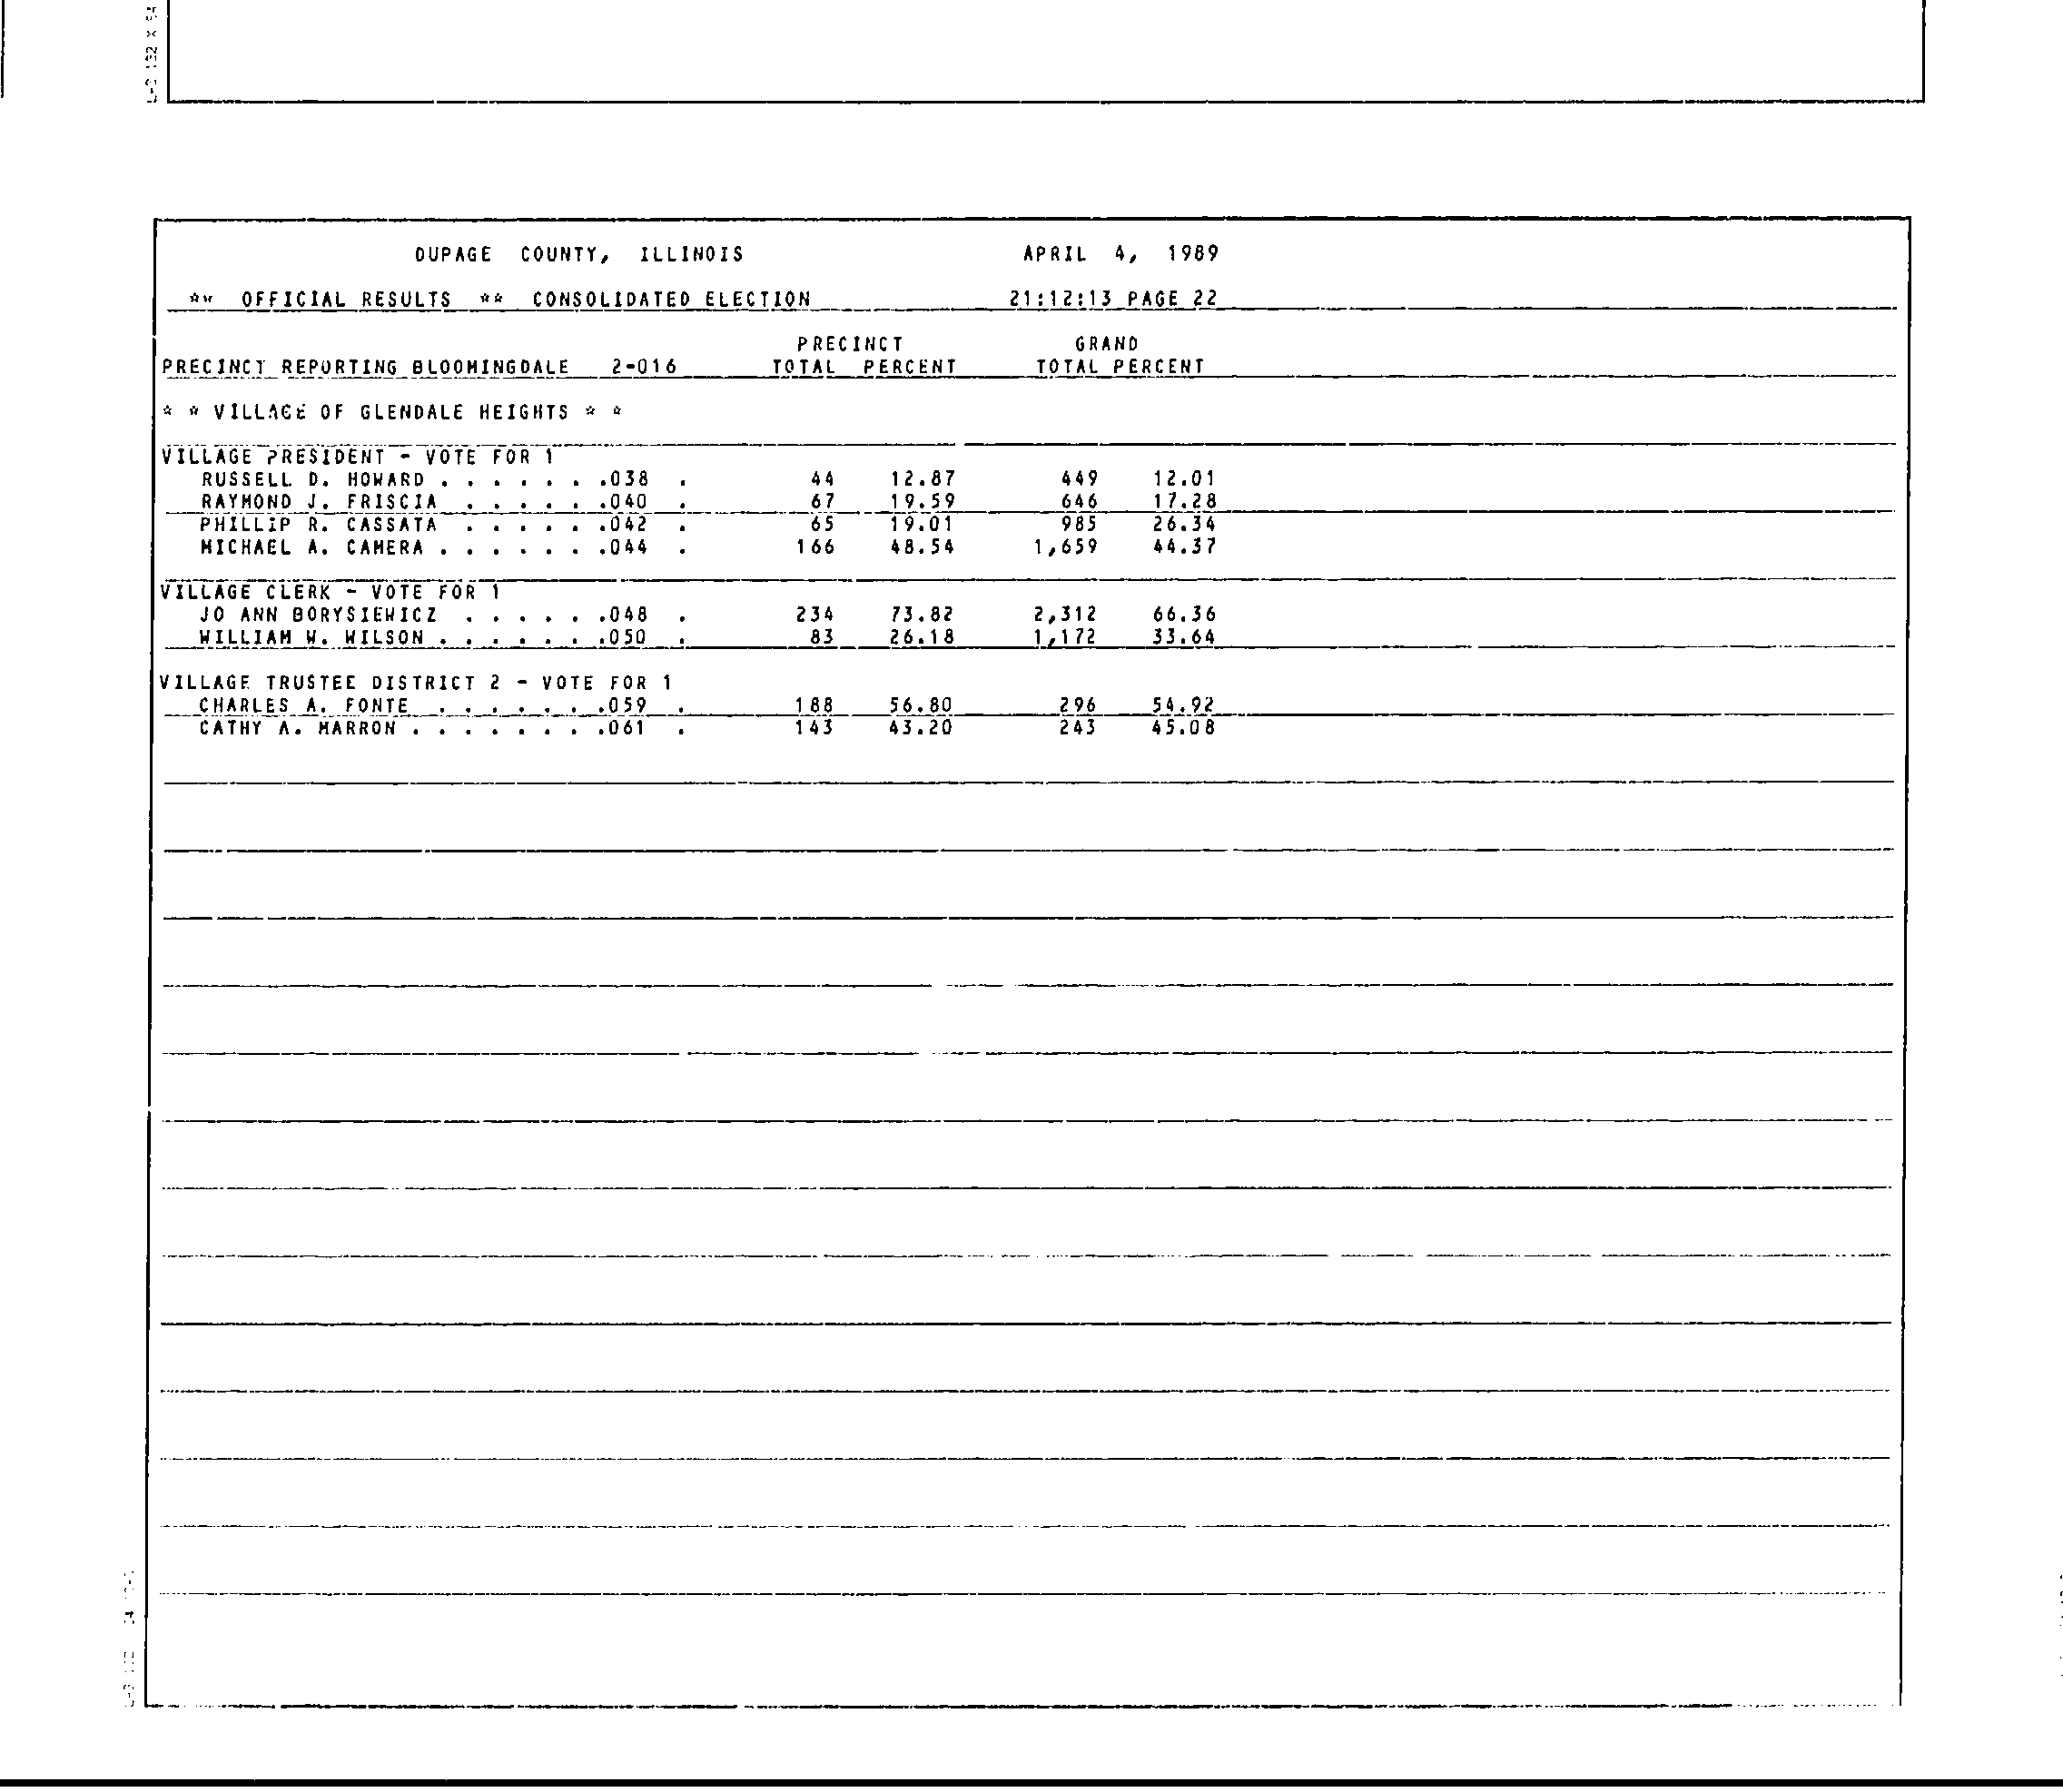 DUPAGE COUNTY, ILLINOIS APRIL 4, 1989
** OFFICIAL RESULTS ** CONSOLIDATED ELECTION 21:12:13 PAGE 22
PRECINCT GRAND
PRECINCT REPORTING BLOOMINGDALE 2-016 TOTAL PERCENT TOTAL PERCENT
* * VILLAGE OF GLENDALE HEIGHTS * *
VILLAGE PRESIDENT - VOTE FOR 1
RUSSELL D. HOWARD . . . . . . .038 . 44 12.87 449 12.01
RAYMOND J. FRISCIA . . . . . .040 . 67 19.59 646 17.28
PHILLIP R. CASSATA . . . . . .042 . 65 19.01 985 26.34
MICHAEL A. CAMERA . . . . . . .044 . 166 48.54 1,659 44.37
VILLAGE CLERK - VOTE FOR 1
JO ANN BORYSIEWICZ . . . . . .048 . 234 73.82 2,312 66.36
WILLIAM W. WILSON . . . . . . .050 . 83 26.18 1,172 33.64
VILLAGE TRUSTEE DISTRICT 2 - VOTE FOR 1
CHARLES A. FONTE . . . . . . .059 . 188 56.80 296 54.92
CATHY A. MARRON . . . . . . . .061 . 143 43.20 243 45.08